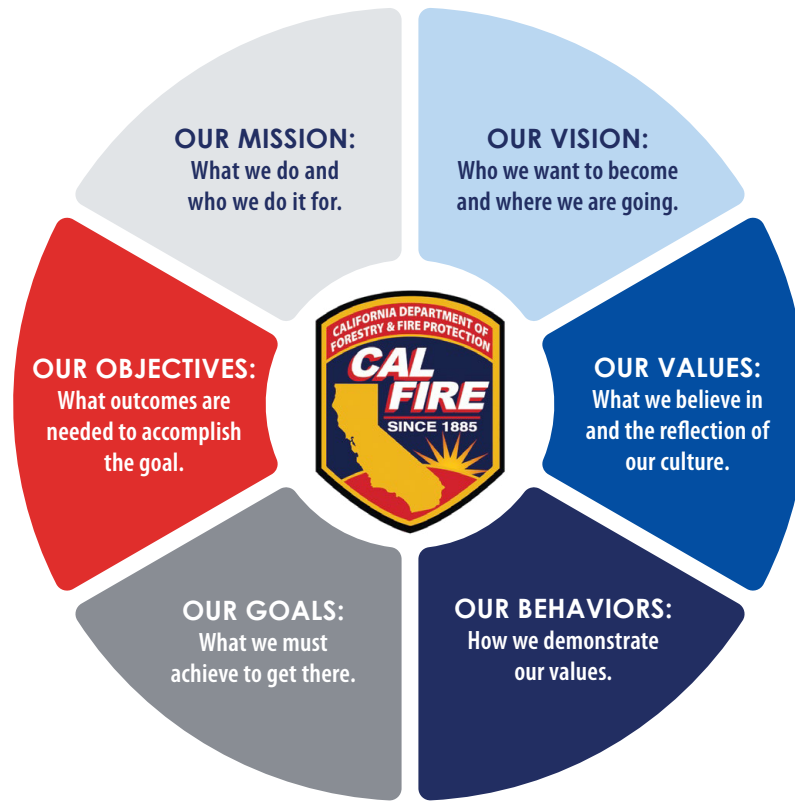 OUR MISSION:
What we do and
who we do it for.
OUR VISION:
Who we want to become
and where we are going.
OUR OBJECTIVES:
What outcomes are
needed to accomplish
the goal.
CALIFORNIA DEPARTMENT OF
FORESTRY & FIRE PROTECTION
CAL
FIRE
SINCE 1885
OUR VALUES:
What we believe in
and the reflection of
our culture.
OUR GOALS:
What we must
achieve to get there.
OUR BEHAVIORS:
How we demonstrate
our values.